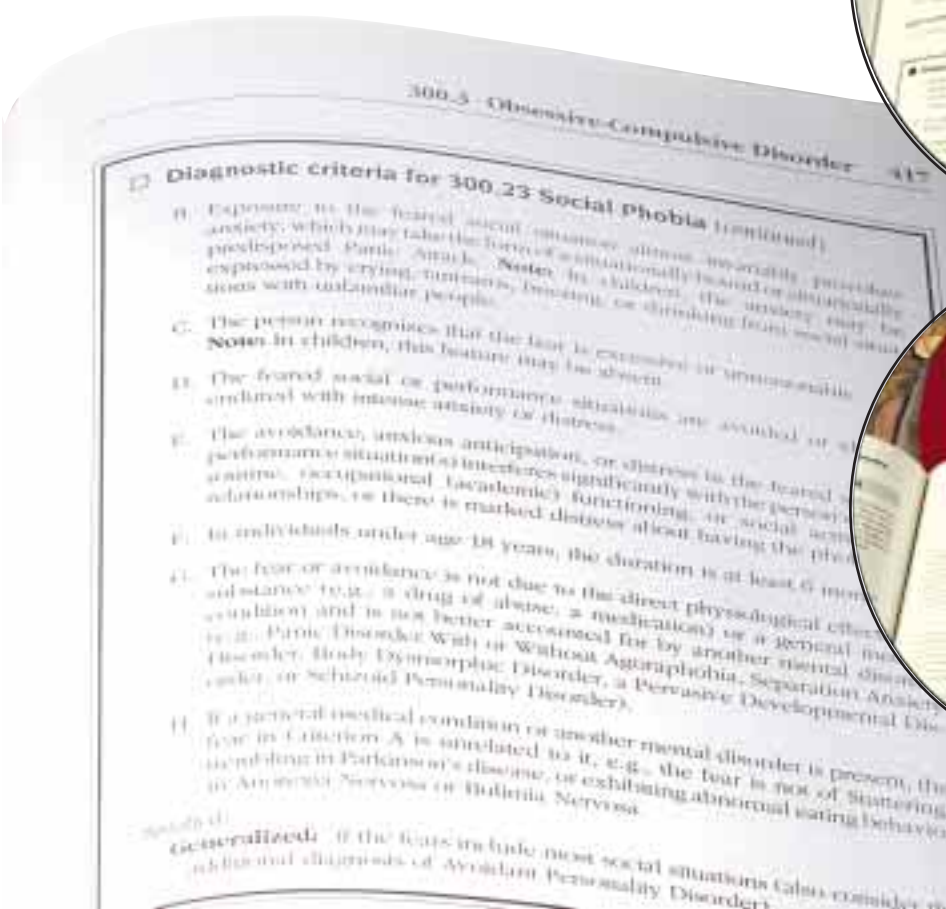 300.3 Obsessive-Compulsive Disorder 417
Diagnostic criteria for 300.23 Social Phobia (continued)
B. Exposure to the feared social situation almost invariably provokes
anxiety, which may take the form of a situationally bound or situationally
predisposed Panic Attack. Note: In children, the anxiety may be
expressed by crying, tantrums, freezing, or shrinking from social situa
tions with unfamiliar people.
C. The person recognizes that the fear is excessive or unreasonable.
Note: In children, this feature may be absent.
D. The feared social or performance situations are avoided or
endured with intense anxiety or distress.
E. The avoidance, anxious anticipation, or distress in the feared
performance situation(s) interferes significantly with the person's
routine, occupational (academic) functioning, or social acti
relationships, or there is marked distress about having the pho
F. In individuals under age 18 years, the duration is at least 6 mon
G. The fear or avoidance is not due to the direct physiological effe
substance (e.g., a drug of abuse, a medication) or a general me
condition and is not better accounted for by another mental disor
(e.g., Panic Disorder With or Without Agoraphobia, Separation Anxiet
Disorder, Body Dysmorphic Disorder, a Pervasive Developmental Dis
order, or Schizoid Personality Disorder).
H. If a general medical condition or another mental disorder is present, the
fear in Criterion A is unrelated to it, e.g., the fear is not of Stuttering
trembling in Parkinson's disease, or exhibiting abnormal eating behavio
in Anorexia Nervosa or Bulimia Nervosa.
Specify if:
Generalized: if the fears include most social situations (also consider
additional diagnosis of Avoidant Personality Disorder)